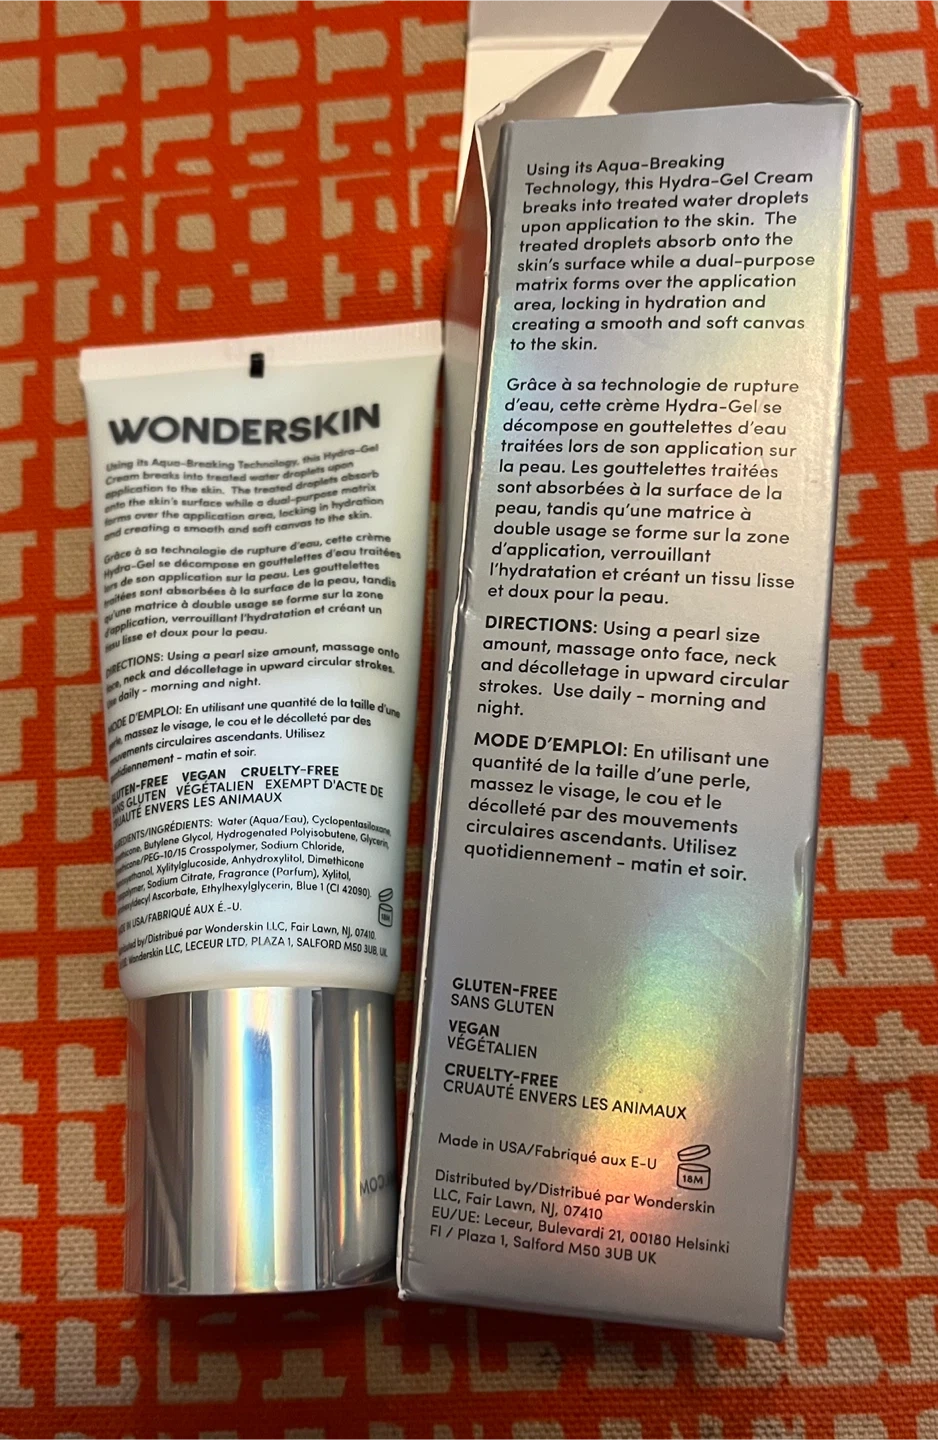 WONDERSKIN
Using its Aqua-Breaking Technology, this Hydra-Gel
Cream breaks into treated water droplets upon
application to the skin. The treated droplets absorb
onto the skin's surface while a dual-purpose matrix
forms over the application area, locking in hydration
and creating a smooth and soft canvas to the skin.
Grâce à sa technologie de rupture d'eau, cette crème
Hydra-Gel se décompose en gouttelettes d'eau traitées
lors de son application sur la peau. Les gouttelettes
traitées sont absorbées à la surface de la peau, tandis
qu'une matrice à double usage se forme sur la zone
d'application, verrouillant l'hydratation et créant un
tissu lisse et doux pour la peau.
DIRECTIONS: Using a pearl size amount, massage onto
face, neck and décolletage in upward circular strokes.
Use daily - morning and night.
MODE D'EMPLOI: En utilisant une quantité de la taille d'une
perle, massez le visage, le cou et le décolleté par des
mouvements circulaires ascendants. Utilisez
quotidiennement - matin et soir.
GLUTEN-FREE VEGAN CRUELTY-FREE
SANS GLUTEN VÉGÉTALIEN EXEMPT D'ACTE DE
CRUAUTÉ ENVERS LES ANIMAUX
INGREDIENTS/INGRÉDIENTS: Water (Aqua/Eau), Cyclopentasiloxane,
Butylene Glycol, Hydrogenated Polyisobutene, Glycerin,
Dimethicone/PEG-10/15 Crosspolymer, Sodium Chloride,
Xylitylglucoside, Anhydroxylitol, Dimethicone
Sodium Citrate, Fragrance (Parfum), Xylitol,
Ascorbate, Ethylhexylglycerin, Blue 1 (CI 42090).
18M
MADE IN USA/FABRIQUÉ AUX É.-U.
Distributed by/Distribué par Wonderskin LLC, Fair Lawn, NJ, 07410.
Wonderskin LLC, LECEUR LTD, PLAZA 1, SALFORD M50 3UB, UK
.COM
Using its Aqua-Breaking
Technology, this Hydra-Gel Cream
breaks into treated water droplets
upon application to the skin. The
treated droplets absorb onto the
skin's surface while a dual-purpose
matrix forms over the application
area, locking in hydration and
creating a smooth and soft canvas
to the skin.
Grâce à sa technologie de rupture
d'eau, cette crème Hydra-Gel se
décompose en gouttelettes d'eau
traitées lors de son application sur
la peau. Les gouttelettes traitées
sont absorbées à la surface de la
peau, tandis qu'une matrice à
double usage se forme sur la zone
d'application, verrouillant
l'hydratation et créant un tissu lisse
et doux pour la peau.
DIRECTIONS: Using a pearl size
amount, massage onto face, neck
and décolletage in upward circular
strokes. Use daily - morning and
night.
MODE D'EMPLOI: En utilisant une
quantité de la taille d'une perle,
massez le visage, le cou et le
décolleté par des mouvements
circulaires ascendants. Utilisez
quotidiennement - matin et soir.
GLUTEN-FREE
SANS GLUTEN
VEGAN
VÉGÉTALIEN
CRUELTY-FREE
CRUAUTÉ ENVERS LES ANIMAUX
Made in USA/Fabriqué aux E-U
18M
Distributed by/Distribué par Wonderskin
LLC, Fair Lawn, NJ, 07410
EU/UE: Leceur, Bulevardi 21, 00180 Helsinki
FI / Plaza 1, Salford M50 3UB UK